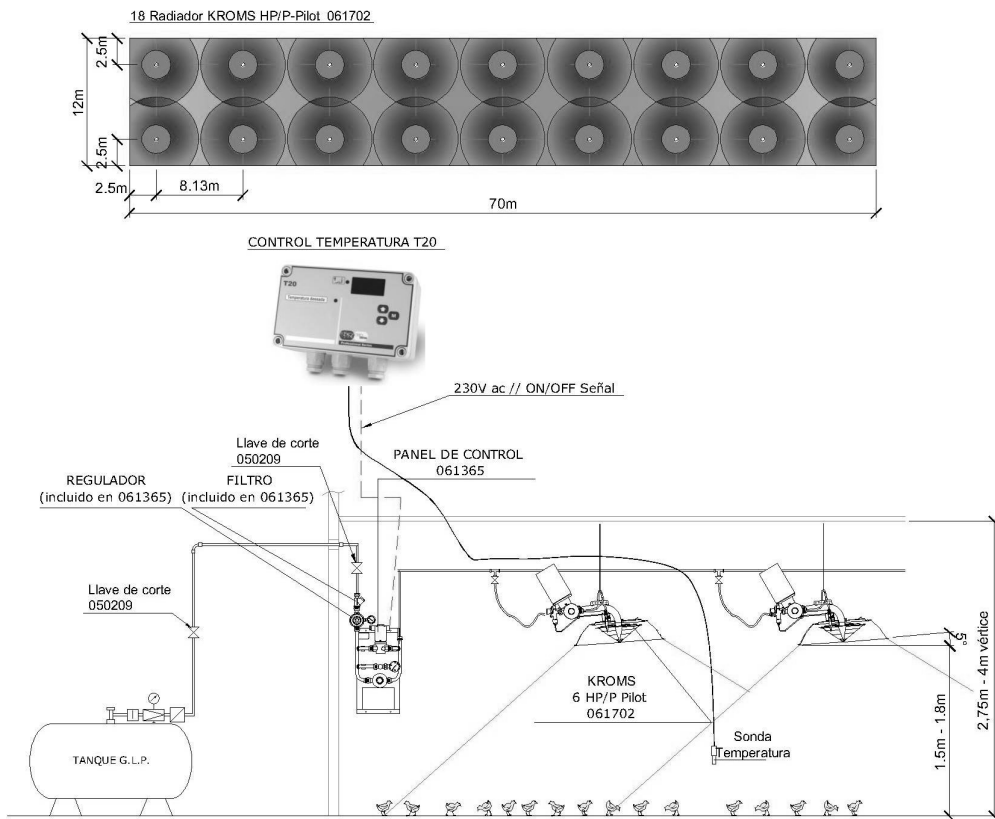 18 Radiador KROMS HP/P-Pilot 061702
2.5m
12m
2.5m
2.5m
8.13m
70m
CONTROL TEMPERATURA T20
T20
Temperatura deseada
230V ac // ON/OFF Señal
Llave de corte
050209
PANEL DE CONTROL
061365
REGULADOR
(incluido en 061365)
FILTRO
(incluido en 061365)
Llave de corte
050209
TANQUE G.L.P.
KROMS
6 HP/P Pilot
061702
Sonda
Temperatura
5°
1.5m - 1.8m
2,75m - 4m vértice